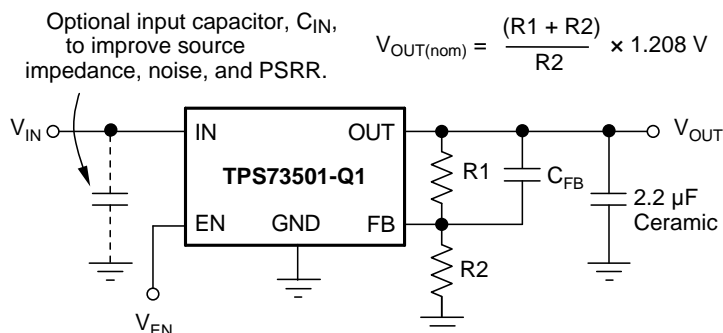 Optional input capacitor, C_IN,
to improve source
impedance, noise, and PSRR.
V_OUT(nom) = (R1 + R2) / R2 × 1.208 V
V_IN
IN
OUT
V_OUT
TPS73501-Q1
R1
C_FB
2.2 µF
Ceramic
EN
GND
FB
R2
V_EN